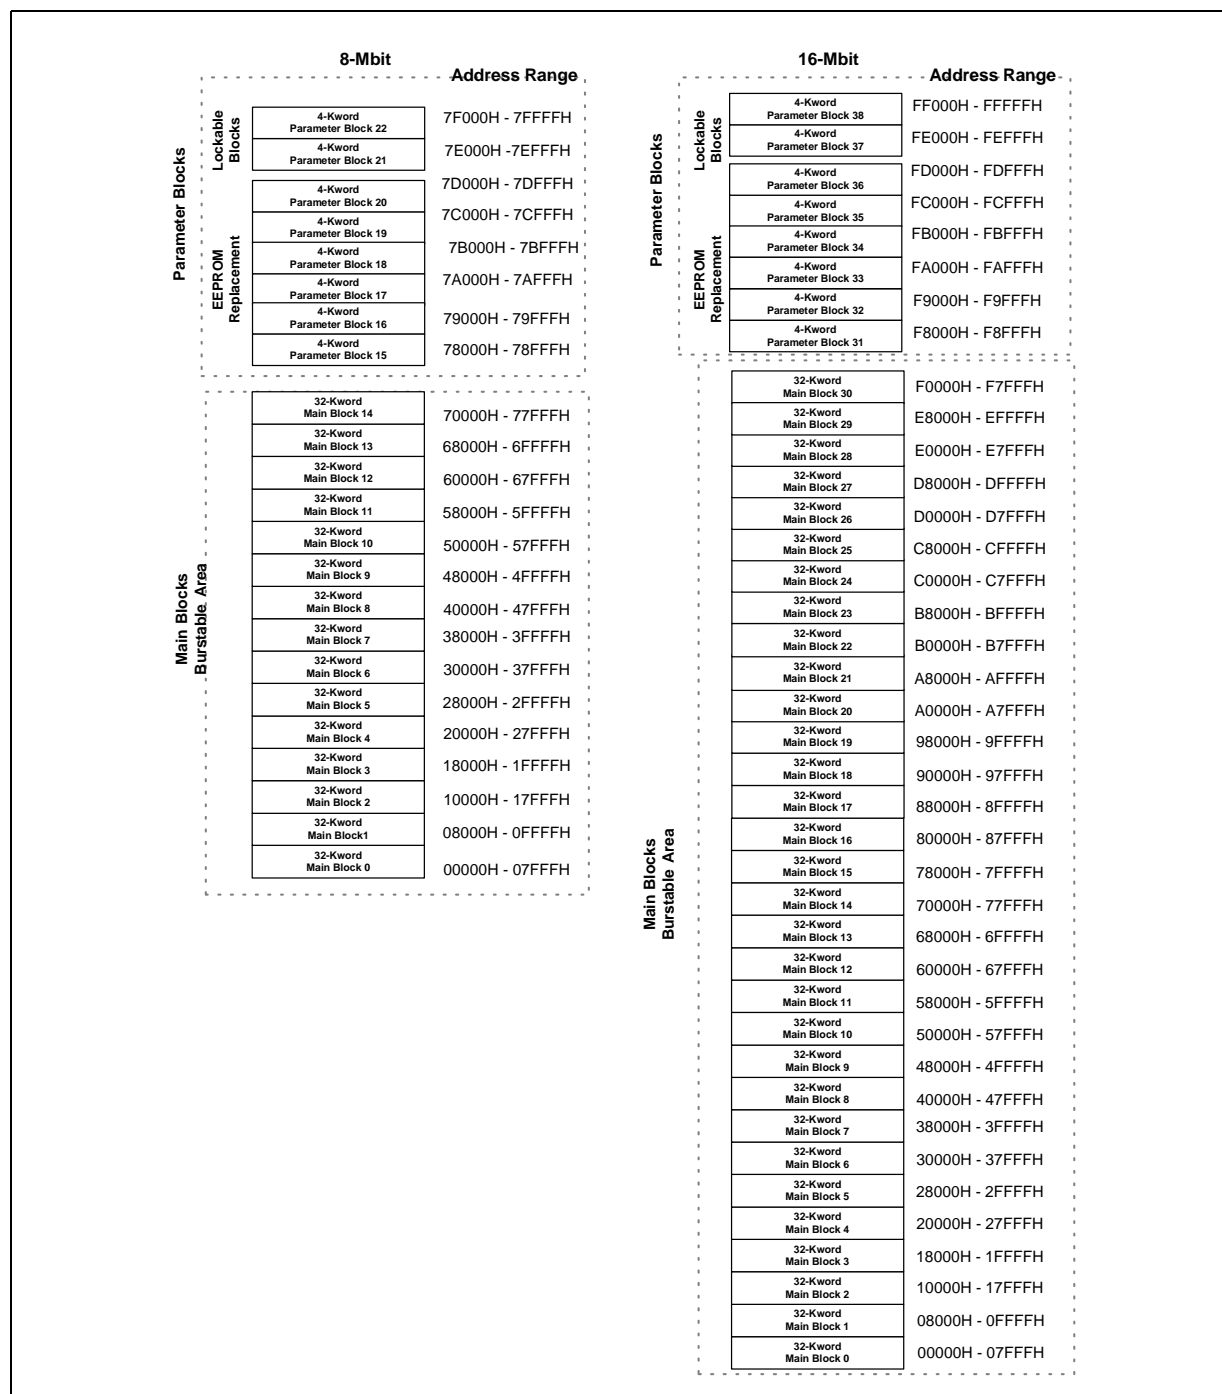 8-Mbit
Address Range
Parameter Blocks
Lockable
Blocks
4-Kword
Parameter Block 22
7F000H - 7FFFFH
4-Kword
Parameter Block 21
7E000H -7EFFFH
EEPROM
Replacement
4-Kword
Parameter Block 20
7D000H - 7DFFFH
4-Kword
Parameter Block 19
7C000H - 7CFFFH
4-Kword
Parameter Block 18
7B000H - 7BFFFH
4-Kword
Parameter Block 17
7A000H - 7AFFFH
4-Kword
Parameter Block 16
79000H - 79FFFH
4-Kword
Parameter Block 15
78000H - 78FFFH
Main Blocks
Burstable Area
32-Kword
Main Block 14
70000H - 77FFFH
32-Kword
Main Block 13
68000H - 6FFFFH
32-Kword
Main Block 12
60000H - 67FFFH
32-Kword
Main Block 11
58000H - 5FFFFH
32-Kword
Main Block 10
50000H - 57FFFH
32-Kword
Main Block 9
48000H - 4FFFFH
32-Kword
Main Block 8
40000H - 47FFFH
32-Kword
Main Block 7
38000H - 3FFFFH
32-Kword
Main Block 6
30000H - 37FFFH
32-Kword
Main Block 5
28000H - 2FFFFH
32-Kword
Main Block 4
20000H - 27FFFH
32-Kword
Main Block 3
18000H - 1FFFFH
32-Kword
Main Block 2
10000H - 17FFFH
32-Kword
Main Block1
08000H - 0FFFFH
32-Kword
Main Block 0
00000H - 07FFFH
16-Mbit
Address Range
Parameter Blocks
Lockable
Blocks
4-Kword
Parameter Block 38
FF000H - FFFFFH
4-Kword
Parameter Block 37
FE000H - FEFFFH
EEPROM
Replacement
4-Kword
Parameter Block 36
FD000H - FDFFFH
4-Kword
Parameter Block 35
FC000H - FCFFFH
4-Kword
Parameter Block 34
FB000H - FBFFFH
4-Kword
Parameter Block 33
FA000H - FAFFFH
4-Kword
Parameter Block 32
F9000H - F9FFFH
4-Kword
Parameter Block 31
F8000H - F8FFFH
Main Blocks
Burstable Area
32-Kword
Main Block 30
F0000H - F7FFFH
32-Kword
Main Block 29
E8000H - EFFFFH
32-Kword
Main Block 28
E0000H - E7FFFH
32-Kword
Main Block 27
D8000H - DFFFFH
32-Kword
Main Block 26
D0000H - D7FFFH
32-Kword
Main Block 25
C8000H - CFFFFH
32-Kword
Main Block 24
C0000H - C7FFFH
32-Kword
Main Block 23
B8000H - BFFFFH
32-Kword
Main Block 22
B0000H - B7FFFH
32-Kword
Main Block 21
A8000H - AFFFFH
32-Kword
Main Block 20
A0000H - A7FFFH
32-Kword
Main Block 19
98000H - 9FFFFH
32-Kword
Main Block 18
90000H - 97FFFH
32-Kword
Main Block 17
88000H - 8FFFFH
32-Kword
Main Block 16
80000H - 87FFFH
32-Kword
Main Block 15
78000H - 7FFFFH
32-Kword
Main Block 14
70000H - 77FFFH
32-Kword
Main Block 13
68000H - 6FFFFH
32-Kword
Main Block 12
60000H - 67FFFH
32-Kword
Main Block 11
58000H - 5FFFFH
32-Kword
Main Block 10
50000H - 57FFFH
32-Kword
Main Block 9
48000H - 4FFFFH
32-Kword
Main Block 8
40000H - 47FFFH
32-Kword
Main Block 7
38000H - 3FFFFH
32-Kword
Main Block 6
30000H - 37FFFH
32-Kword
Main Block 5
28000H - 2FFFFH
32-Kword
Main Block 4
20000H - 27FFFH
32-Kword
Main Block 3
18000H - 1FFFFH
32-Kword
Main Block 2
10000H - 17FFFH
32-Kword
Main Block 1
08000H - 0FFFFH
32-Kword
Main Block 0
00000H - 07FFFH